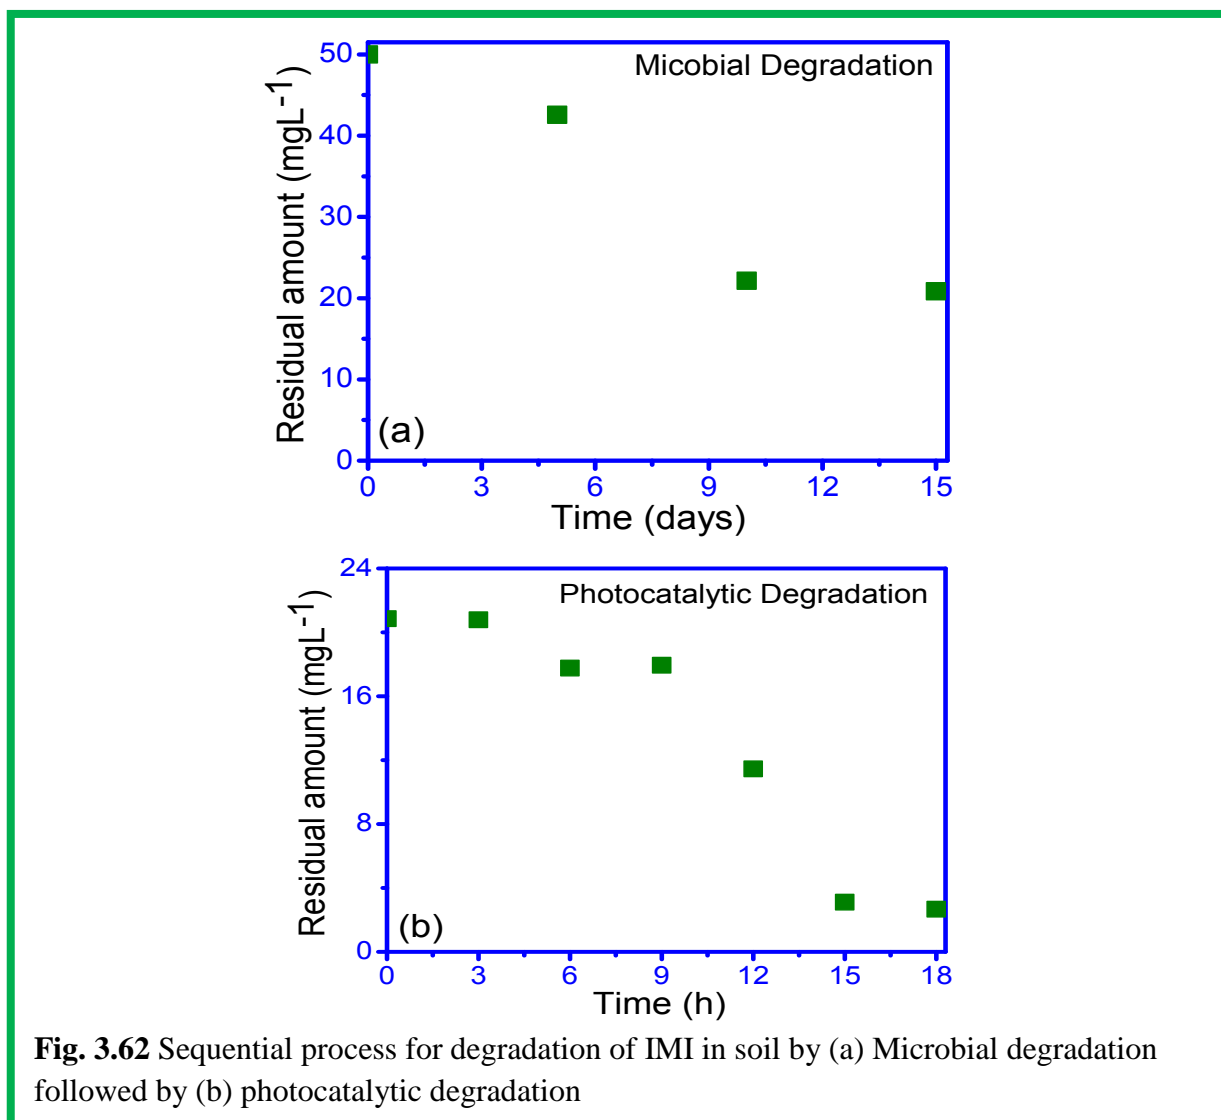 Micobial Degradation
Residual amount (mgL⁻¹)
50
40
30
20
10
0
(a)
0 3 6 9 12 15
Time (days)
Photocatalytic Degradation
Residual amount (mgL⁻¹)
24
16
8
0
(b)
0 3 6 9 12 15 18
Time (h)
Fig. 3.62 Sequential process for degradation of IMI in soil by (a) Microbial degradation
followed by (b) photocatalytic degradation